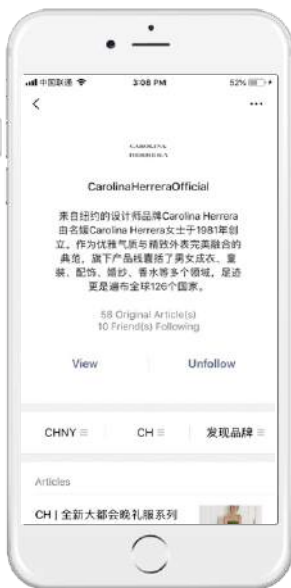 中国联通
3:08 PM
52%
CAROLINA
HERRERA
CarolinaHerreraOfficial
来自纽约的设计师品牌Carolina Herrera
由名媛Carolina Herrera女士于1981年创
立。作为优雅气质与精致外表完美融合的
典范，旗下产品线囊括了男女成衣、童
装、配饰、婚纱、香水等多个领域，足迹
更是遍布全球126个国家。
58 Original Article(s)
10 Friend(s) Following
View
Unfollow
CHNY
CH
发现品牌
Articles
CH | 全新大都会晚礼服系列